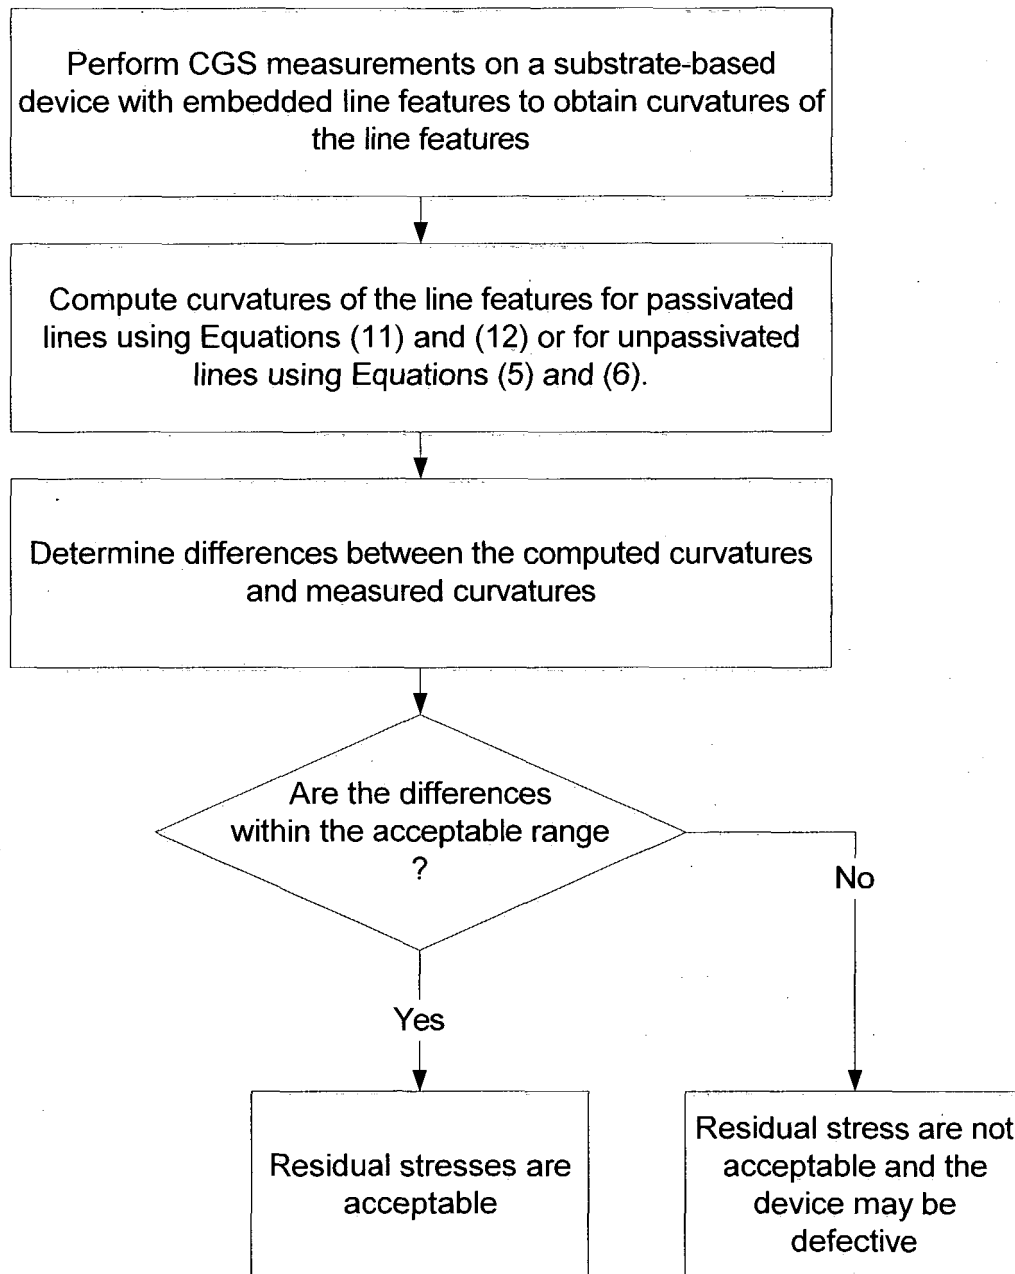 Perform CGS measurements on a substrate-based
device with embedded line features to obtain curvatures of
the line features
Compute curvatures of the line features for passivated
lines using Equations (11) and (12) or for unpassivated
lines using Equations (5) and (6).
Determine differences between the computed curvatures
and measured curvatures
Are the differences
within the acceptable range
?
No
Yes
Residual stresses are
acceptable
Residual stress are not
acceptable and the
device may be
defective